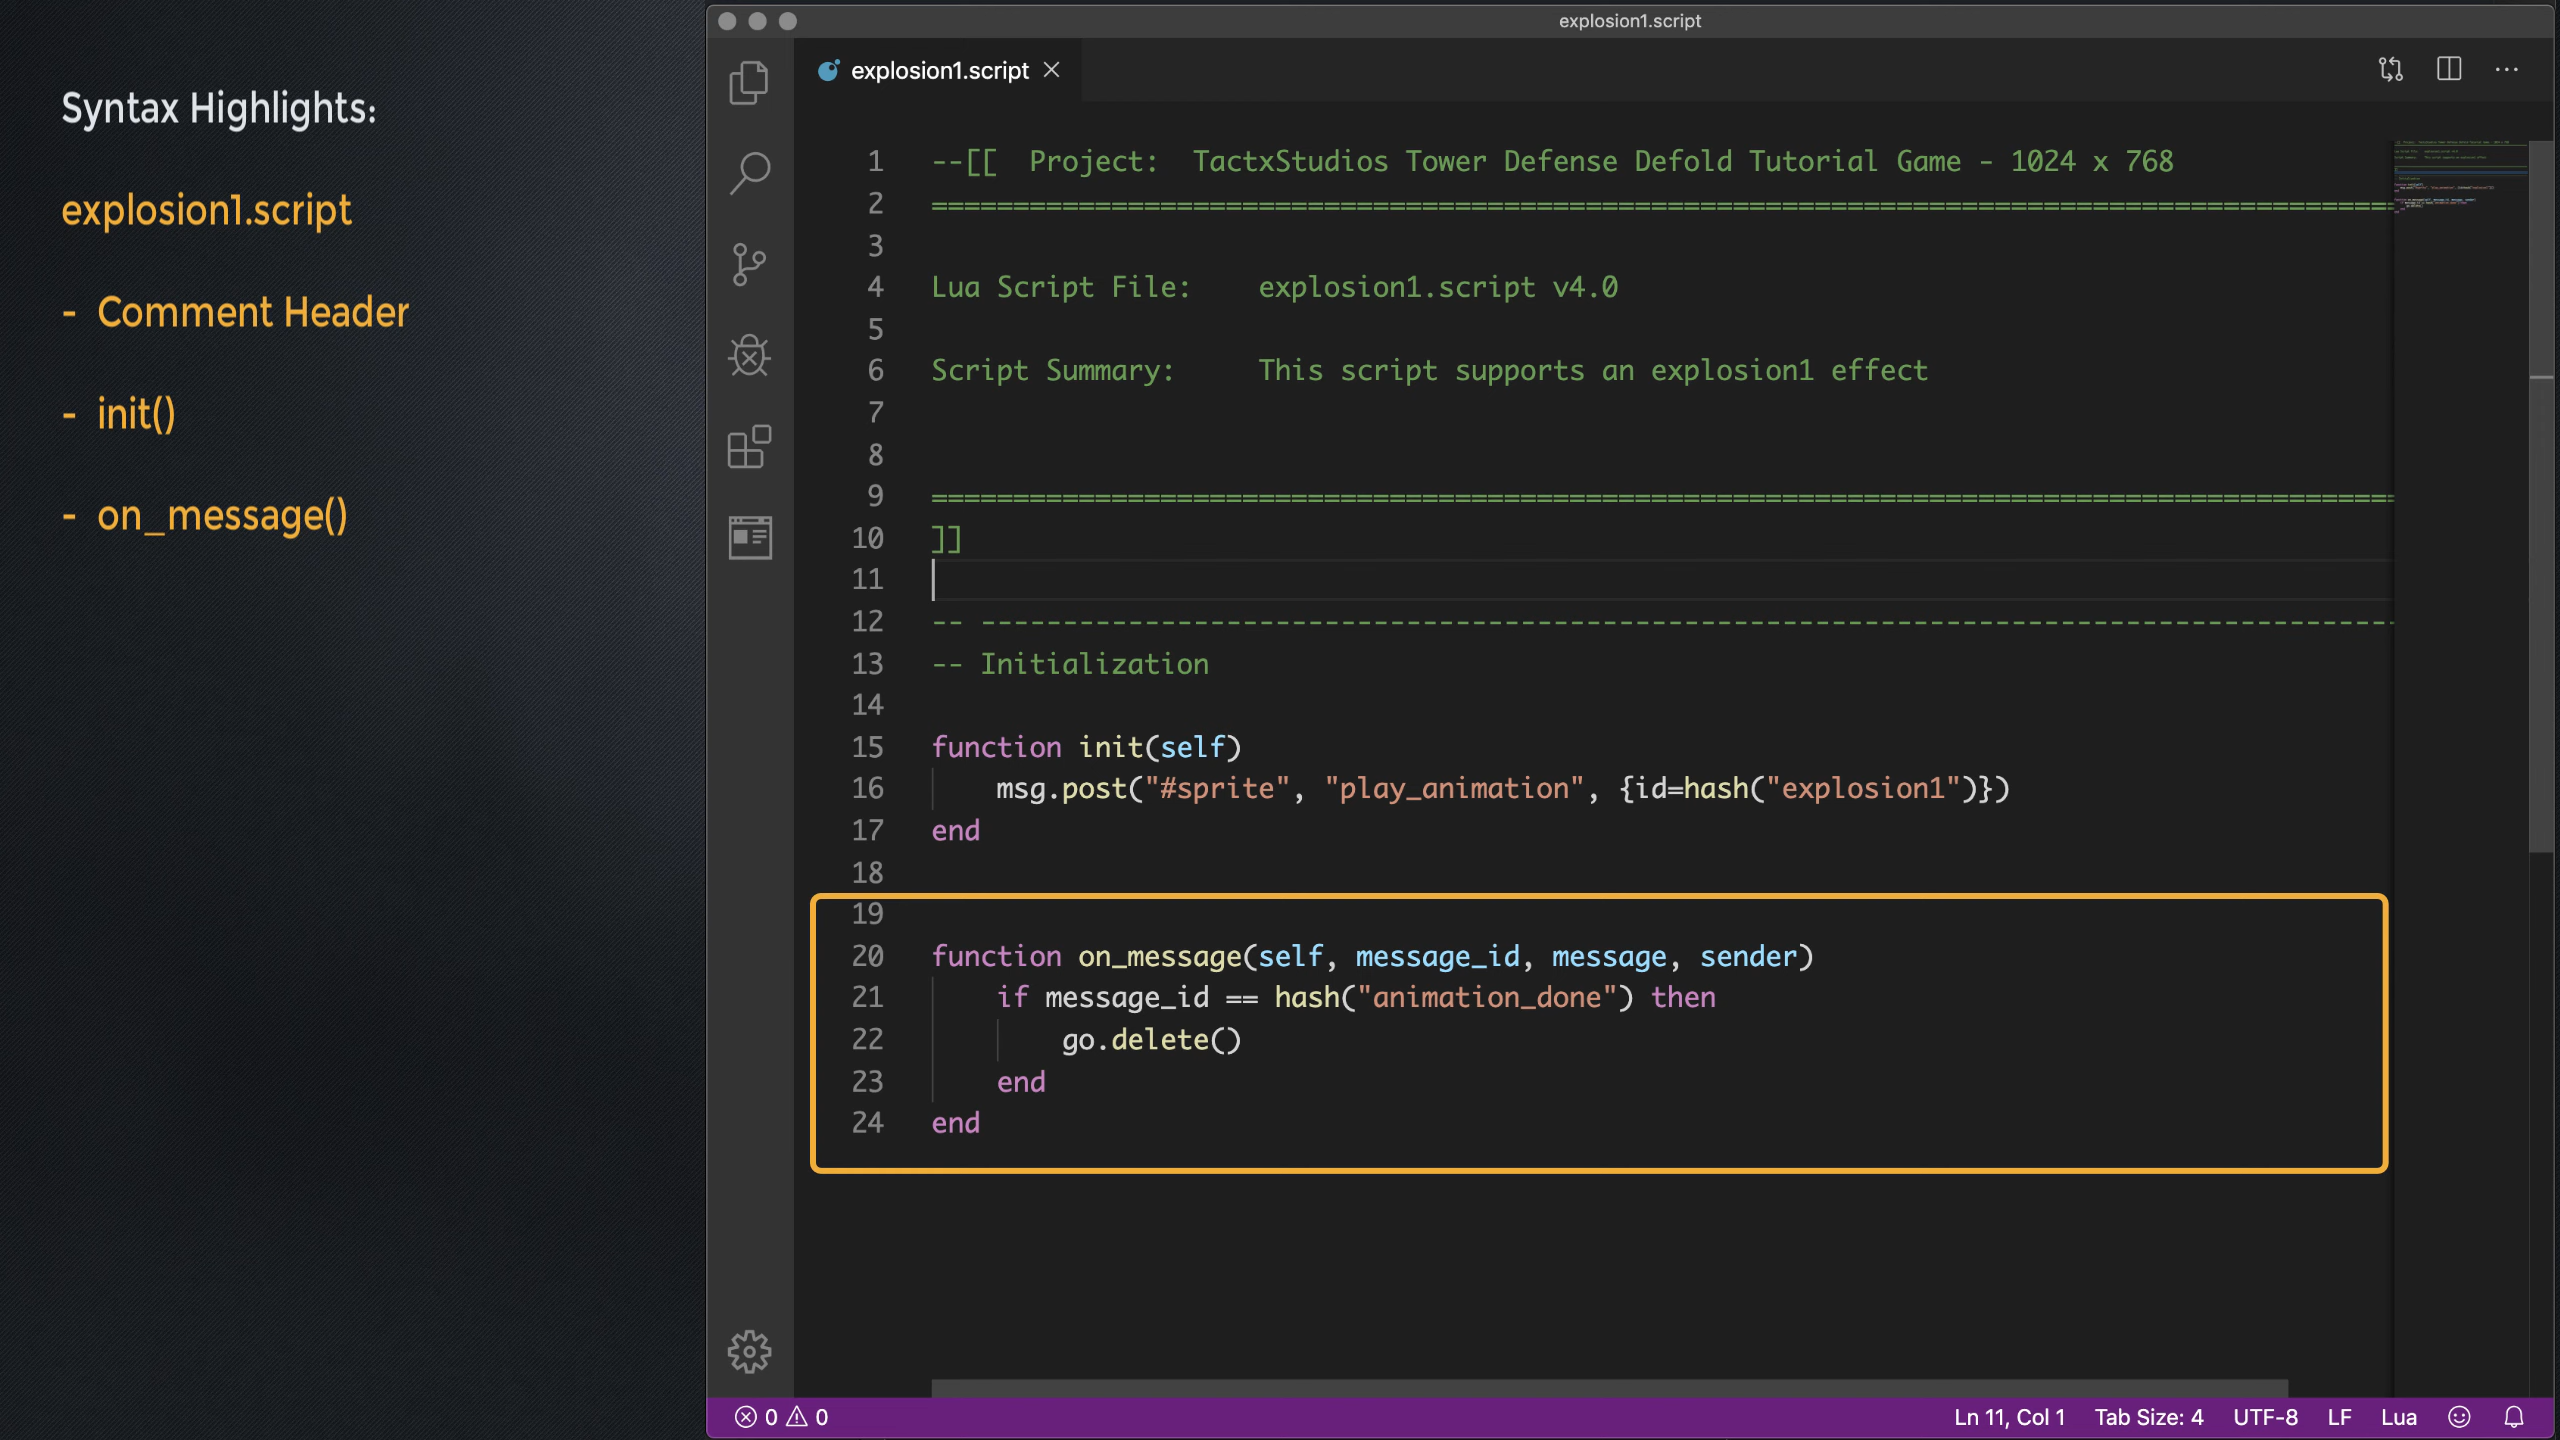 Syntax Highlights:
explosion1.script
- Comment Header
- init()
- on_message()
explosion1.script
explosion1.script
1 --[[  Project:  TactxStudios Tower Defense Defold Tutorial Game - 1024 x 768
2 ==========================================================================================
3
4 Lua Script File:    explosion1.script v4.0
5
6 Script Summary:     This script supports an explosion1 effect
7
8
9 ==========================================================================================
10 ]]
11
12 -- ---------------------------------------------------------------------------------------
13 -- Initialization
14
15 function init(self)
16     msg.post("#sprite", "play_animation", {id=hash("explosion1")})
17 end
18
19
20 function on_message(self, message_id, message, sender)
21     if message_id == hash("animation_done") then
22         go.delete()
23     end
24 end
0 0 Ln 11, Col 1 Tab Size: 4 UTF-8 LF Lua